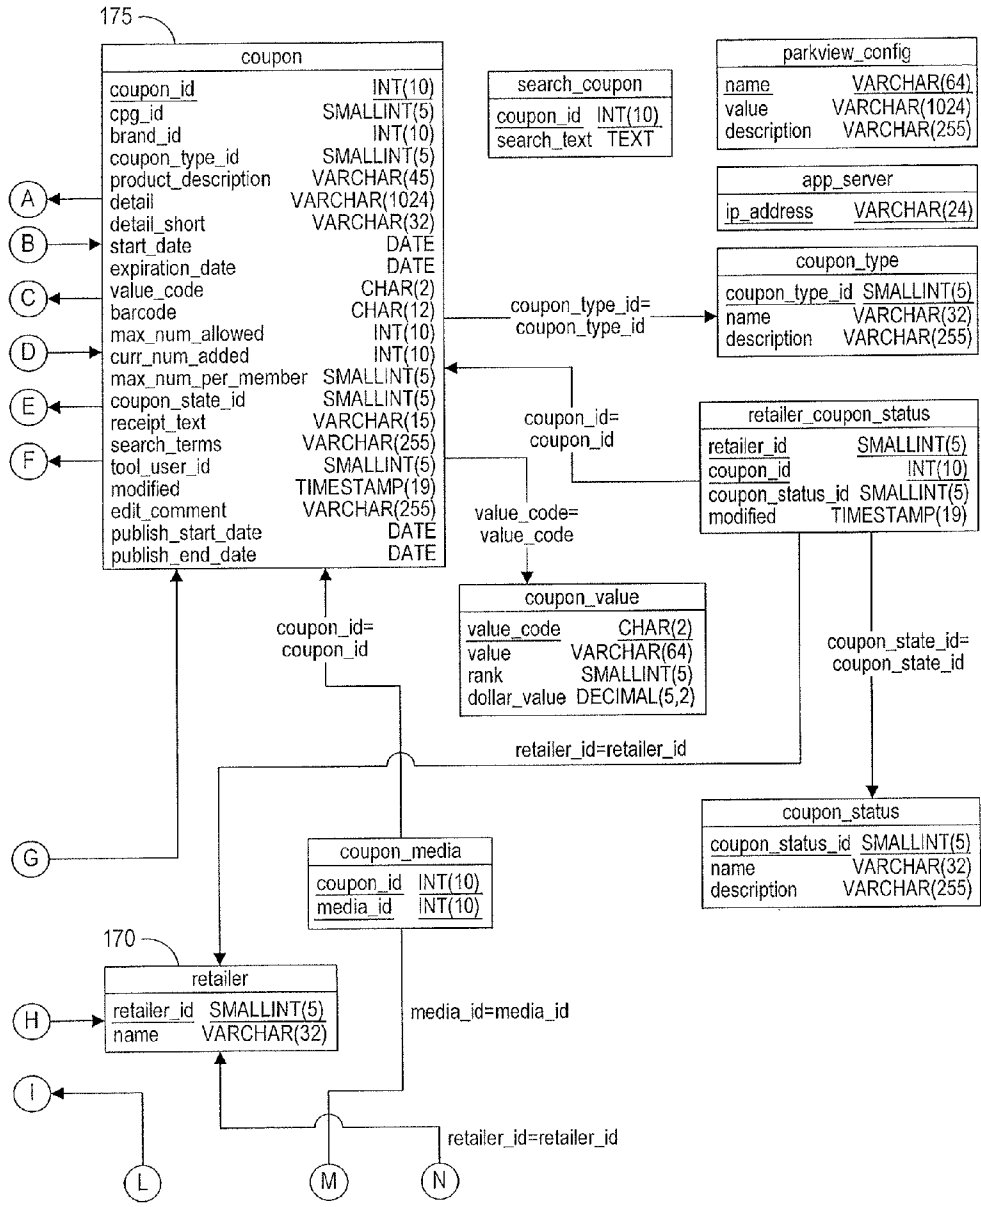 175
coupon
coupon_id INT(10)
cpg_id SMALLINT(5)
brand_id INT(10)
coupon_type_id SMALLINT(5)
product_description VARCHAR(45)
detail VARCHAR(1024)
detail_short VARCHAR(32)
start_date DATE
expiration_date DATE
value_code CHAR(2)
barcode CHAR(12)
max_num_allowed INT(10)
curr_num_added INT(10)
max_num_per_member SMALLINT(5)
coupon_state_id SMALLINT(5)
receipt_text VARCHAR(15)
search_terms VARCHAR(255)
tool_user_id SMALLINT(5)
modified TIMESTAMP(19)
edit_comment VARCHAR(255)
publish_start_date DATE
publish_end_date DATE
A
B
C
D
E
F
search_coupon
coupon_id INT(10)
search_text TEXT
parkview_config
name VARCHAR(64)
value VARCHAR(1024)
description VARCHAR(255)
app_server
ip_address VARCHAR(24)
coupon_type
coupon_type_id SMALLINT(5)
name VARCHAR(32)
description VARCHAR(255)
coupon_type_id=
coupon_type_id
coupon_id=
coupon_id
retailer_coupon_status
retailer_id SMALLINT(5)
coupon_id INT(10)
coupon_status_id SMALLINT(5)
modified TIMESTAMP(19)
value_code=
value_code
coupon_value
value_code CHAR(2)
value VARCHAR(64)
rank SMALLINT(5)
dollar_value DECIMAL(5,2)
coupon_id=
coupon_id
coupon_state_id=
coupon_state_id
retailer_id=retailer_id
coupon_status
coupon_status_id SMALLINT(5)
name VARCHAR(32)
description VARCHAR(255)
G
coupon_media
coupon_id INT(10)
media_id INT(10)
170
retailer
retailer_id SMALLINT(5)
name VARCHAR(32)
H
media_id=media_id
I
retailer_id=retailer_id
L
M
N